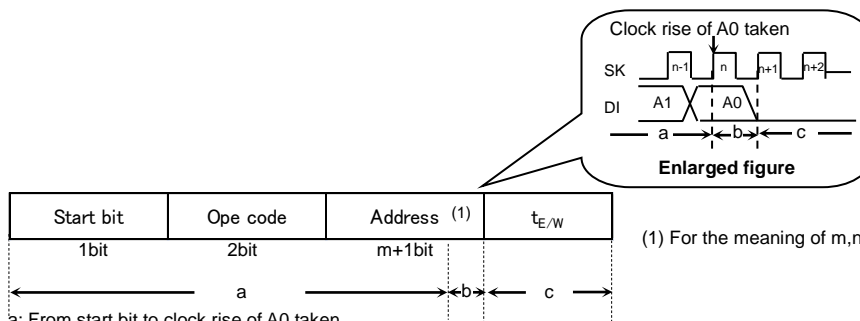 Clock rise of A0 taken
SK n-1 n n+1 n+2
DI A1 A0
a b c
Enlarged figure
Start bit Ope code Address (1) tE/W
1bit 2bit m+1bit
(1) For the meaning of m,n
a b c
a: From start bit to clock rise of A0 taken